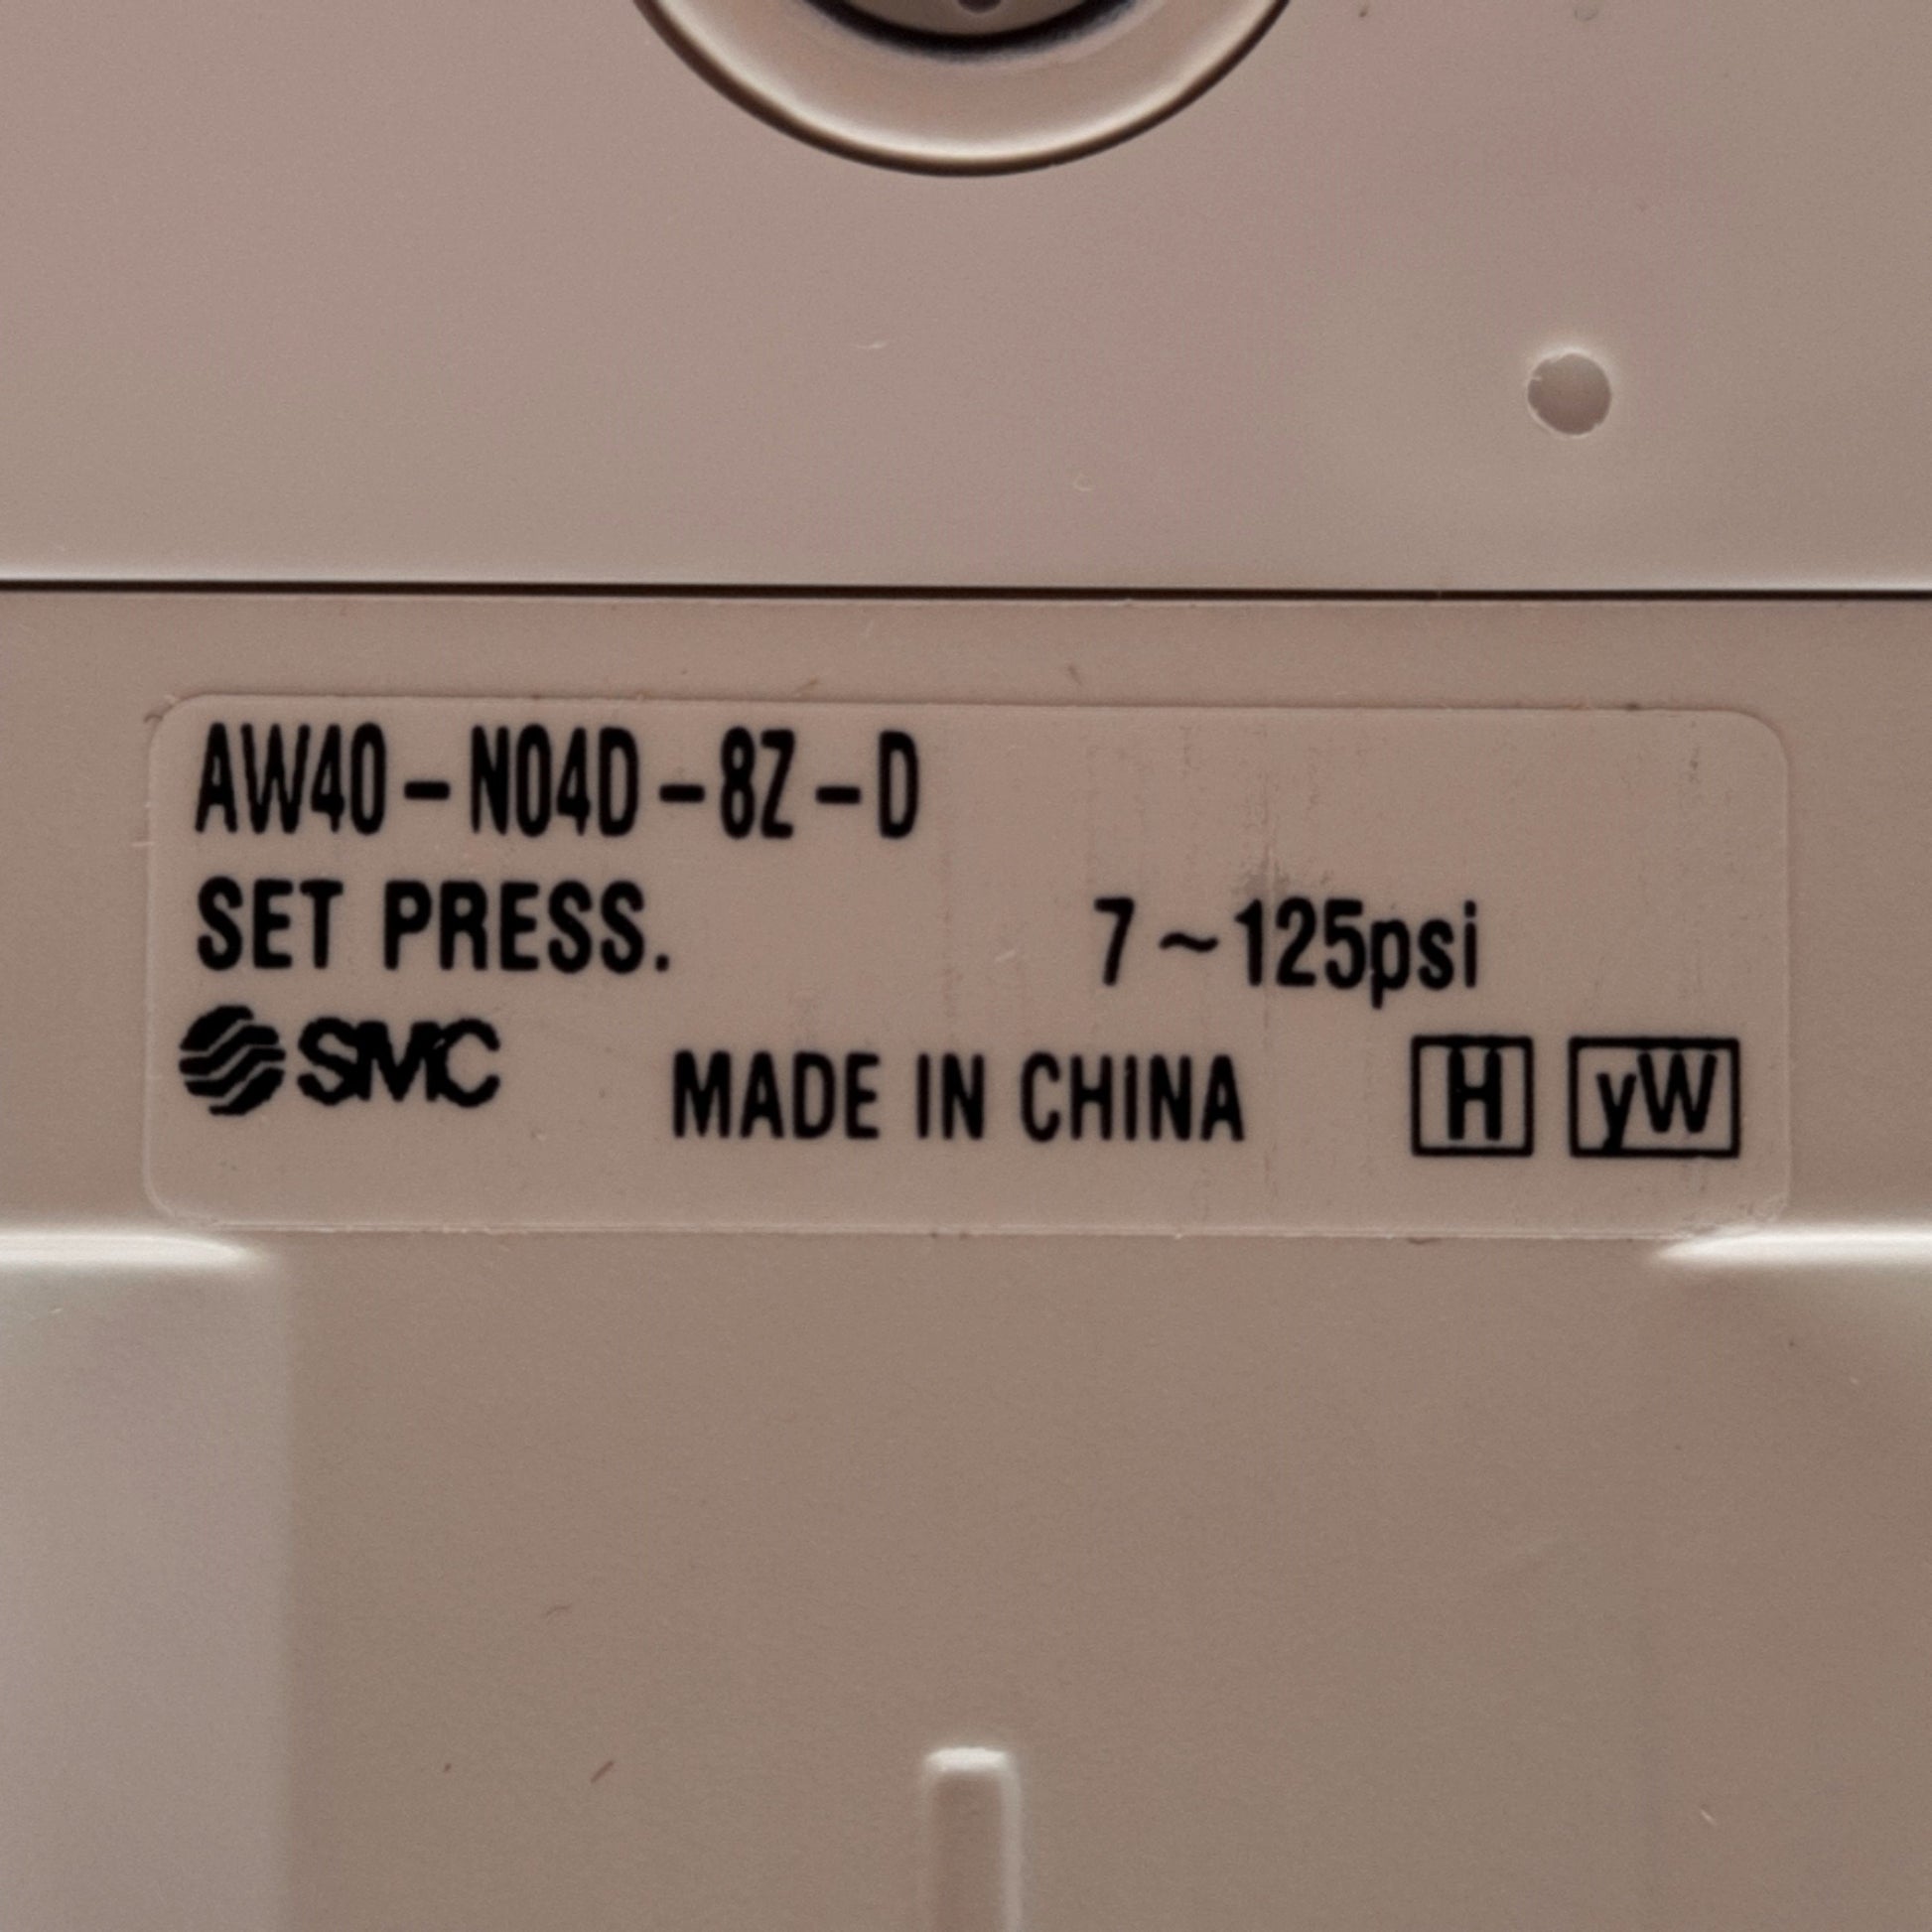 AW40-N04D-8Z-D
SET PRESS. 7~125psi
SMC MADE IN CHINA H yW